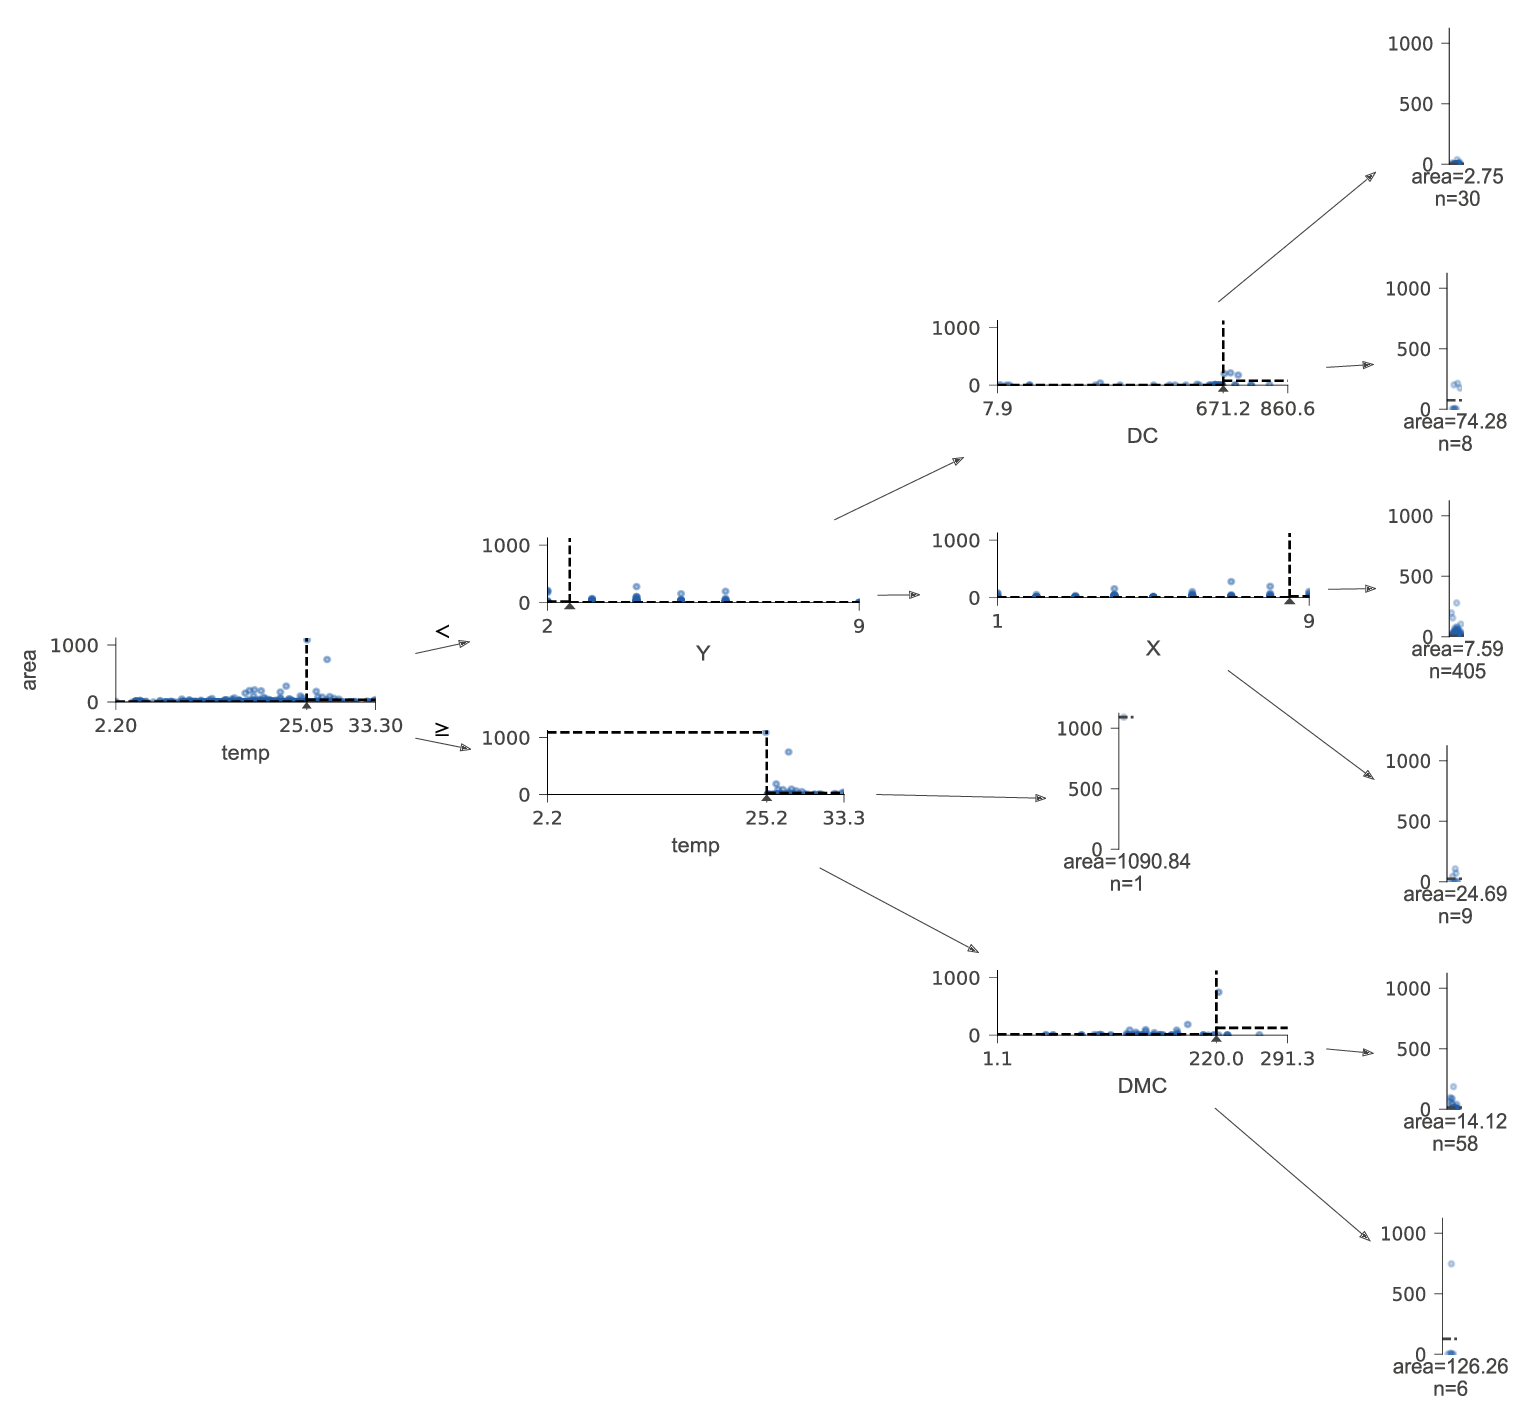 1000
500
0
area=2.75
n=30
1000
500
0
area=74.28
n=8
1000
0
7.9 671.2 860.6
DC
1000
0
2 9
Y
1000
0
1 9
X
1000
500
0
area=7.59
n=405
area
1000
0
2.20 25.05 33.30
temp
<
≥
1000
0
2.2 25.2 33.3
temp
1000
500
0
area=1090.84
n=1
1000
500
0
area=24.69
n=9
1000
0
1.1 220.0 291.3
DMC
1000
500
0
area=14.12
n=58
1000
500
0
area=126.26
n=6